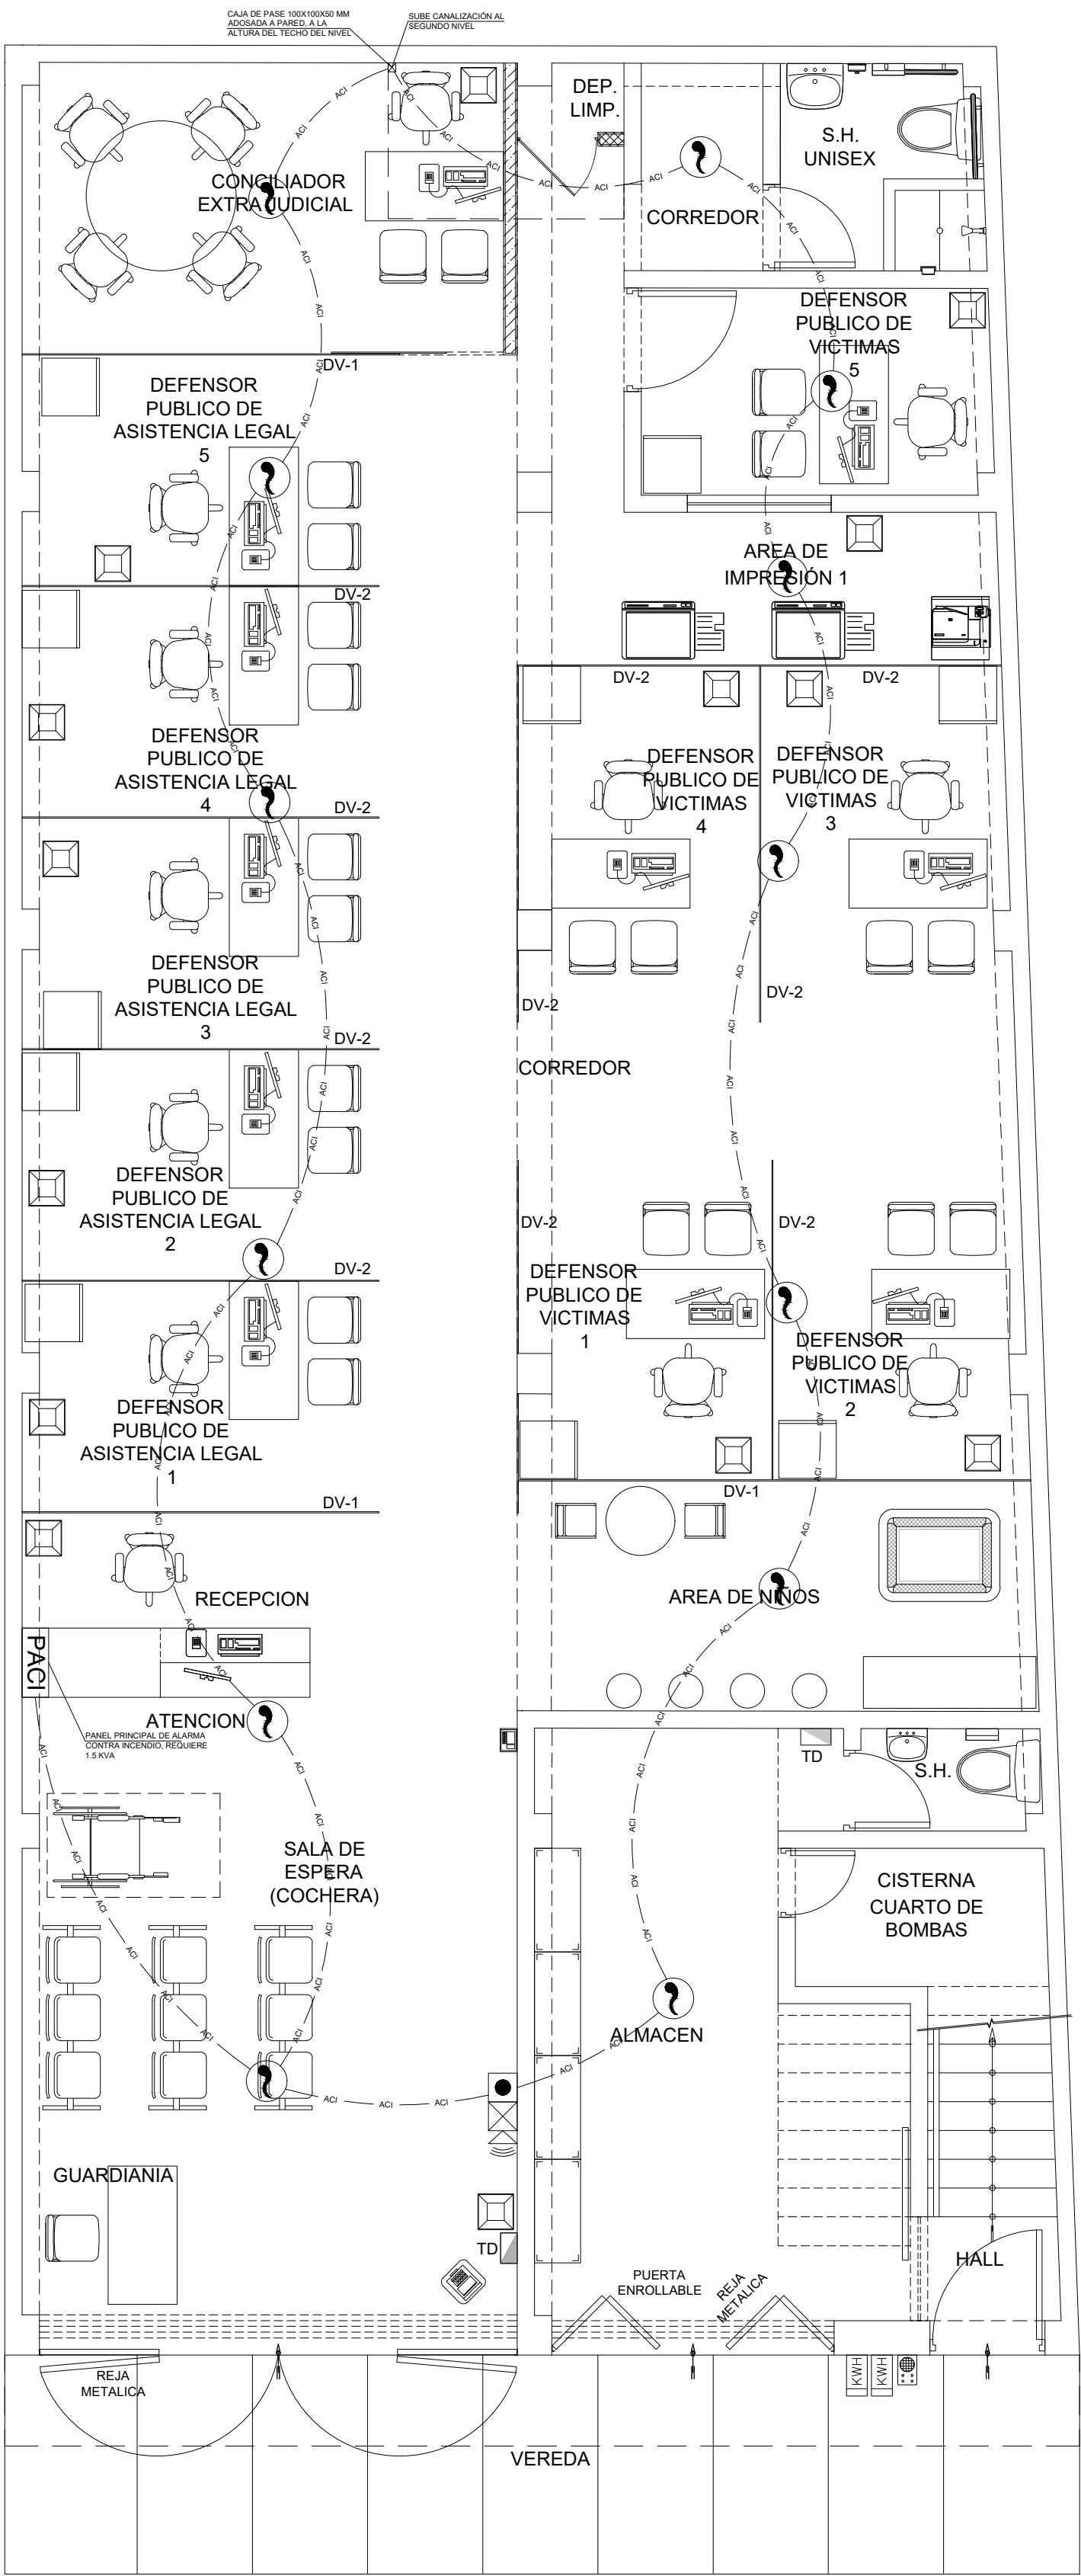 CAJA DE PASE 100X100X50 MM
ADOSADA A PARED, A LA
ALTURA DEL TECHO DEL NIVEL
SUBE CANALIZACIÓN AL
SEGUNDO NIVEL
DEP.
LIMP.
S.H.
UNISEX
CONCILIADOR
EXTRAJUDICIAL
CORREDOR
DEFENSOR
PUBLICO DE
VICTIMAS
5
DV-1
DEFENSOR
PUBLICO DE
ASISTENCIA LEGAL
5
AREA DE
IMPRESIÓN 1
DV-2
DV-2
DV-2
DEFENSOR
PUBLICO DE
ASISTENCIA LEGAL
4
DEFENSOR
PUBLICO DE
VICTIMAS
4
DEFENSOR
PUBLICO DE
VICTIMAS
3
DV-2
DEFENSOR
PUBLICO DE
ASISTENCIA LEGAL
3
DV-2
DV-2
DV-2
CORREDOR
DEFENSOR
PUBLICO DE
ASISTENCIA LEGAL
2
DV-2
DV-2
DV-2
DEFENSOR
PUBLICO DE
VICTIMAS
1
DEFENSOR
PUBLICO DE
VICTIMAS
2
DEFENSOR
PUBLICO DE
ASISTENCIA LEGAL
1
DV-1
DV-1
RECEPCION
AREA DE NIÑOS
PACI
ATENCION
PANEL PRINCIPAL DE ALARMA
CONTRA INCENDIO, REQUIERE
1.5 KVA
TD
S.H.
SALA DE
ESPERA
(COCHERA)
CISTERNA
CUARTO DE
BOMBAS
ALMACEN
ACI
ACI
ACI
ACI
GUARDIANIA
TD
HALL
PUERTA
ENROLLABLE
REJA
METALICA
REJA
METALICA
KWH
KWH
VEREDA